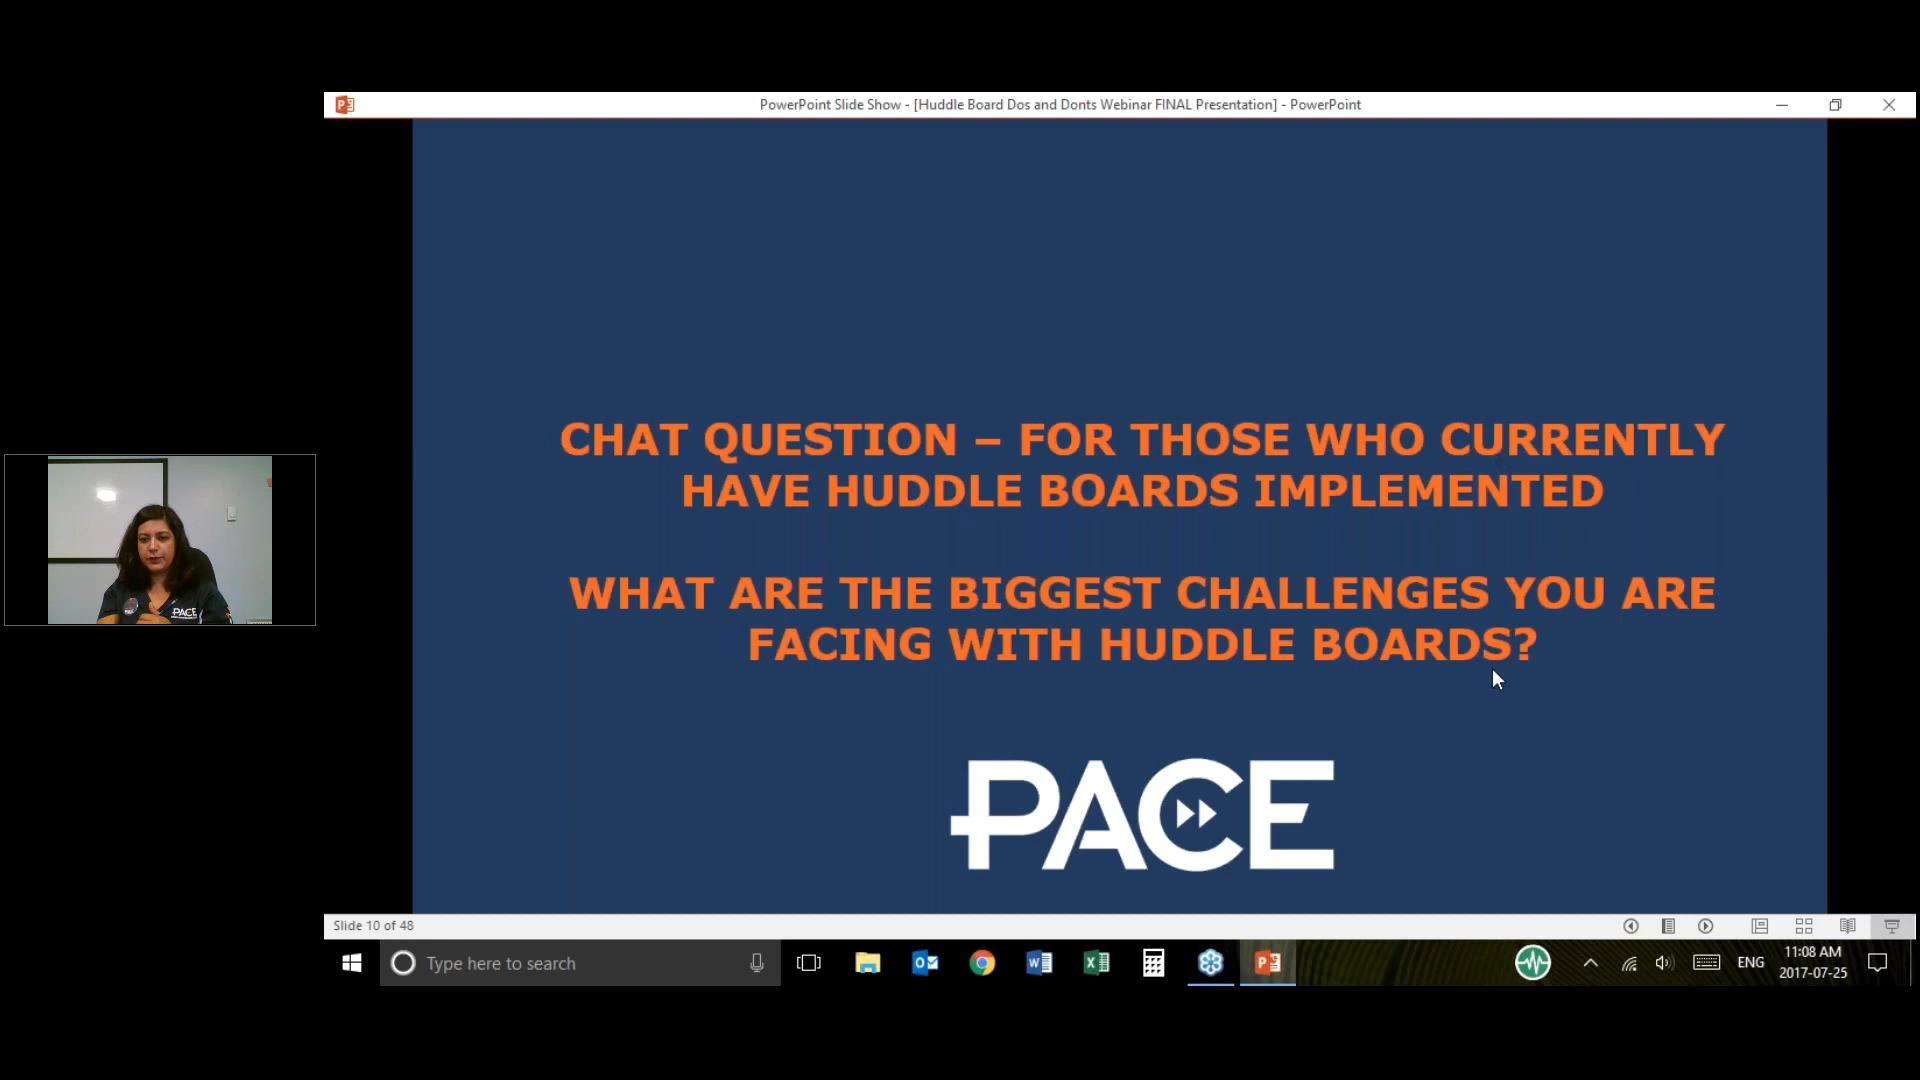 PowerPoint Slide Show - [Huddle Board Dos and Donts Webinar FINAL Presentation] - PowerPoint
CHAT QUESTION – FOR THOSE WHO CURRENTLY
HAVE HUDDLE BOARDS IMPLEMENTED
WHAT ARE THE BIGGEST CHALLENGES YOU ARE
FACING WITH HUDDLE BOARDS?
PACE
PACE
Slide 10 of 48
Type here to search
ENG
11:08 AM
2017-07-25